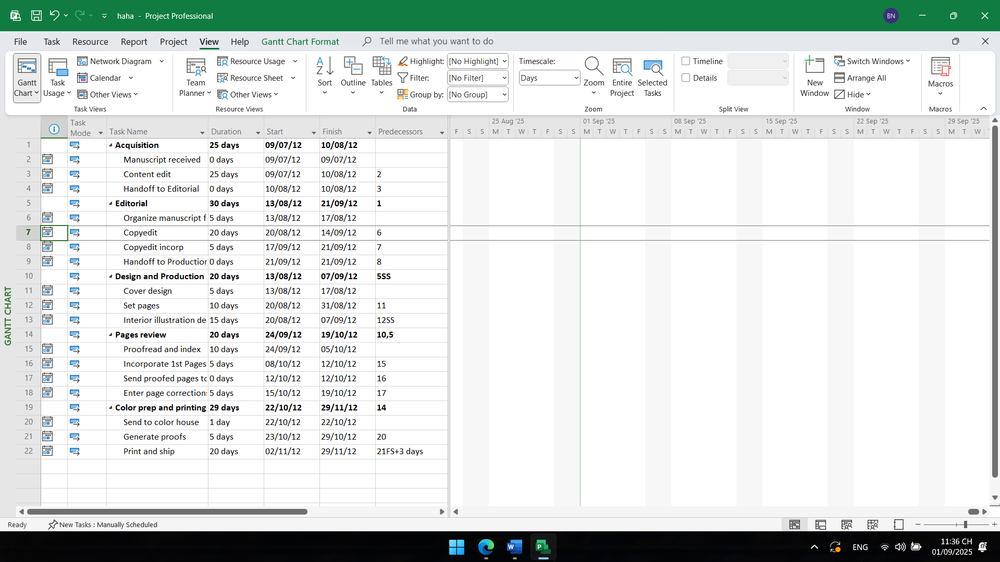 haha - Project Professional
BN
File Task Resource Report Project View Help Gantt Chart Format Tell me what you want to do
Gantt Chart
Task Usage
Network Diagram
Calendar
Other Views
Task Views
Team Planner
Resource Usage
Resource Sheet
Other Views
Resource Views
Sort
Outline
Tables
Highlight: [No Highlight]
Filter: [No Filter]
Group by: [No Group]
Data
Timescale:
Days
Zoom
Entire Project
Selected Tasks
Zoom
Timeline
Details
Split View
New Window
Switch Windows
Arrange All
Hide
Window
Macros
Macros
Task Mode Task Name Duration Start Finish Predecessors
25 Aug '25 01 Sep '25 08 Sep '25 15 Sep '25 22 Sep '25 29 Sep '25
F S S M T W T F S S M T W T F S S M T W T F S S M T W T F S S M T W T F S S M T W
1 Acquisition 25 days 09/07/12 10/08/12
2 Manuscript received 0 days 09/07/12 09/07/12
3 Content edit 25 days 09/07/12 10/08/12 2
4 Handoff to Editorial 0 days 10/08/12 10/08/12 3
5 Editorial 30 days 13/08/12 21/09/12 1
6 Organize manuscript f 5 days 13/08/12 17/08/12
7 Copyedit 20 days 20/08/12 14/09/12 6
8 Copyedit incorp 5 days 17/09/12 21/09/12 7
9 Handoff to Production 0 days 21/09/12 21/09/12 8
10 Design and Production 20 days 13/08/12 07/09/12 5SS
11 Cover design 5 days 13/08/12 17/08/12
12 Set pages 10 days 20/08/12 31/08/12 11
13 Interior illustration de 15 days 20/08/12 07/09/12 12SS
14 Pages review 20 days 24/09/12 19/10/12 10,5
15 Proofread and index 10 days 24/09/12 05/10/12
16 Incorporate 1st Pages 5 days 08/10/12 12/10/12 15
17 Send proofed pages to 0 days 12/10/12 12/10/12 16
18 Enter page corrections 5 days 15/10/12 19/10/12 17
19 Color prep and printing 29 days 22/10/12 29/11/12 14
20 Send to color house 1 day 22/10/12 22/10/12
21 Generate proofs 5 days 23/10/12 29/10/12 20
22 Print and ship 20 days 02/11/12 29/11/12 21FS+3 days
GANTT CHART
Ready New Tasks : Manually Scheduled
ENG
11:36 CH
01/09/2025